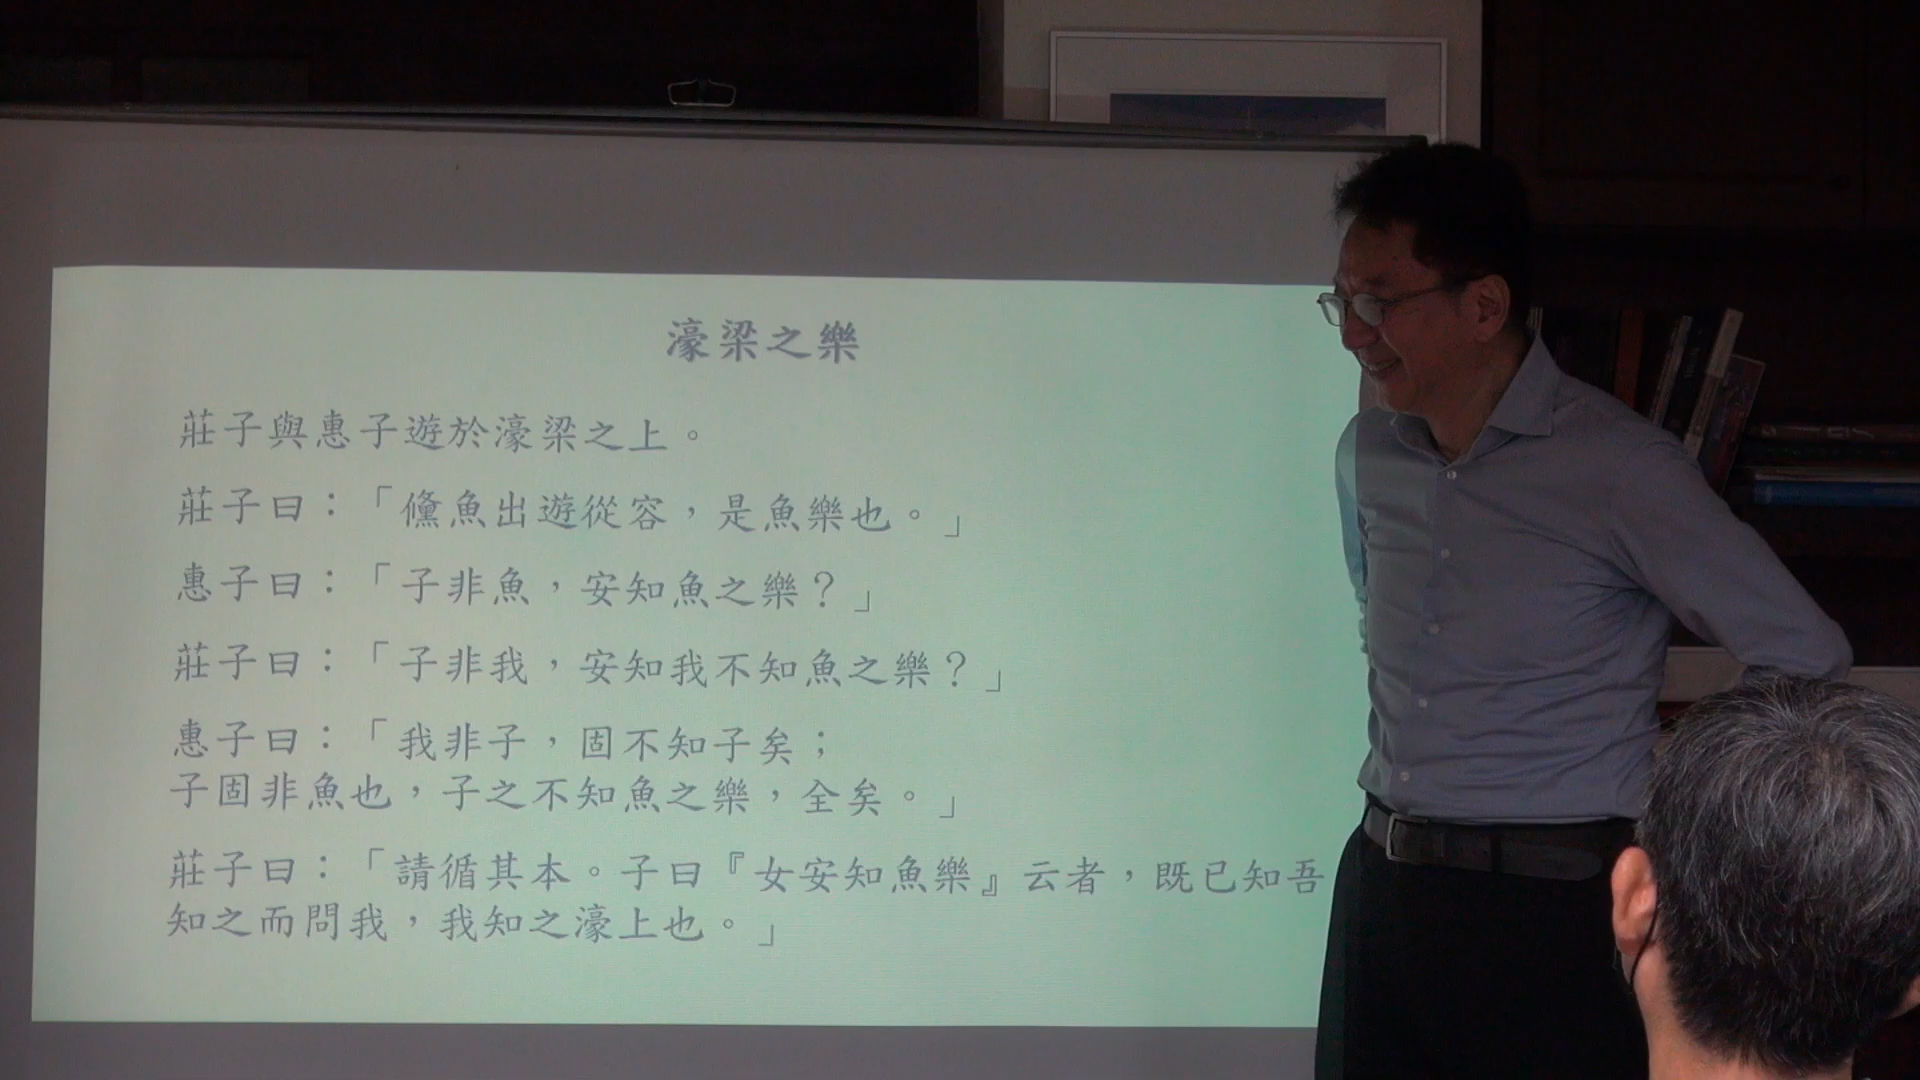 濠梁之樂
莊子與惠子遊於濠梁之上。
莊子曰：「儵魚出遊從容，是魚樂也。」
惠子曰：「子非魚，安知魚之樂？」
莊子曰：「子非我，安知我不知魚之樂？」
惠子曰：「我非子，固不知子矣；
子固非魚也，子之不知魚之樂，全矣。」
莊子曰：「請循其本。子曰『女安知魚樂』云者，既已知吾
知之而問我，我知之濠上也。」